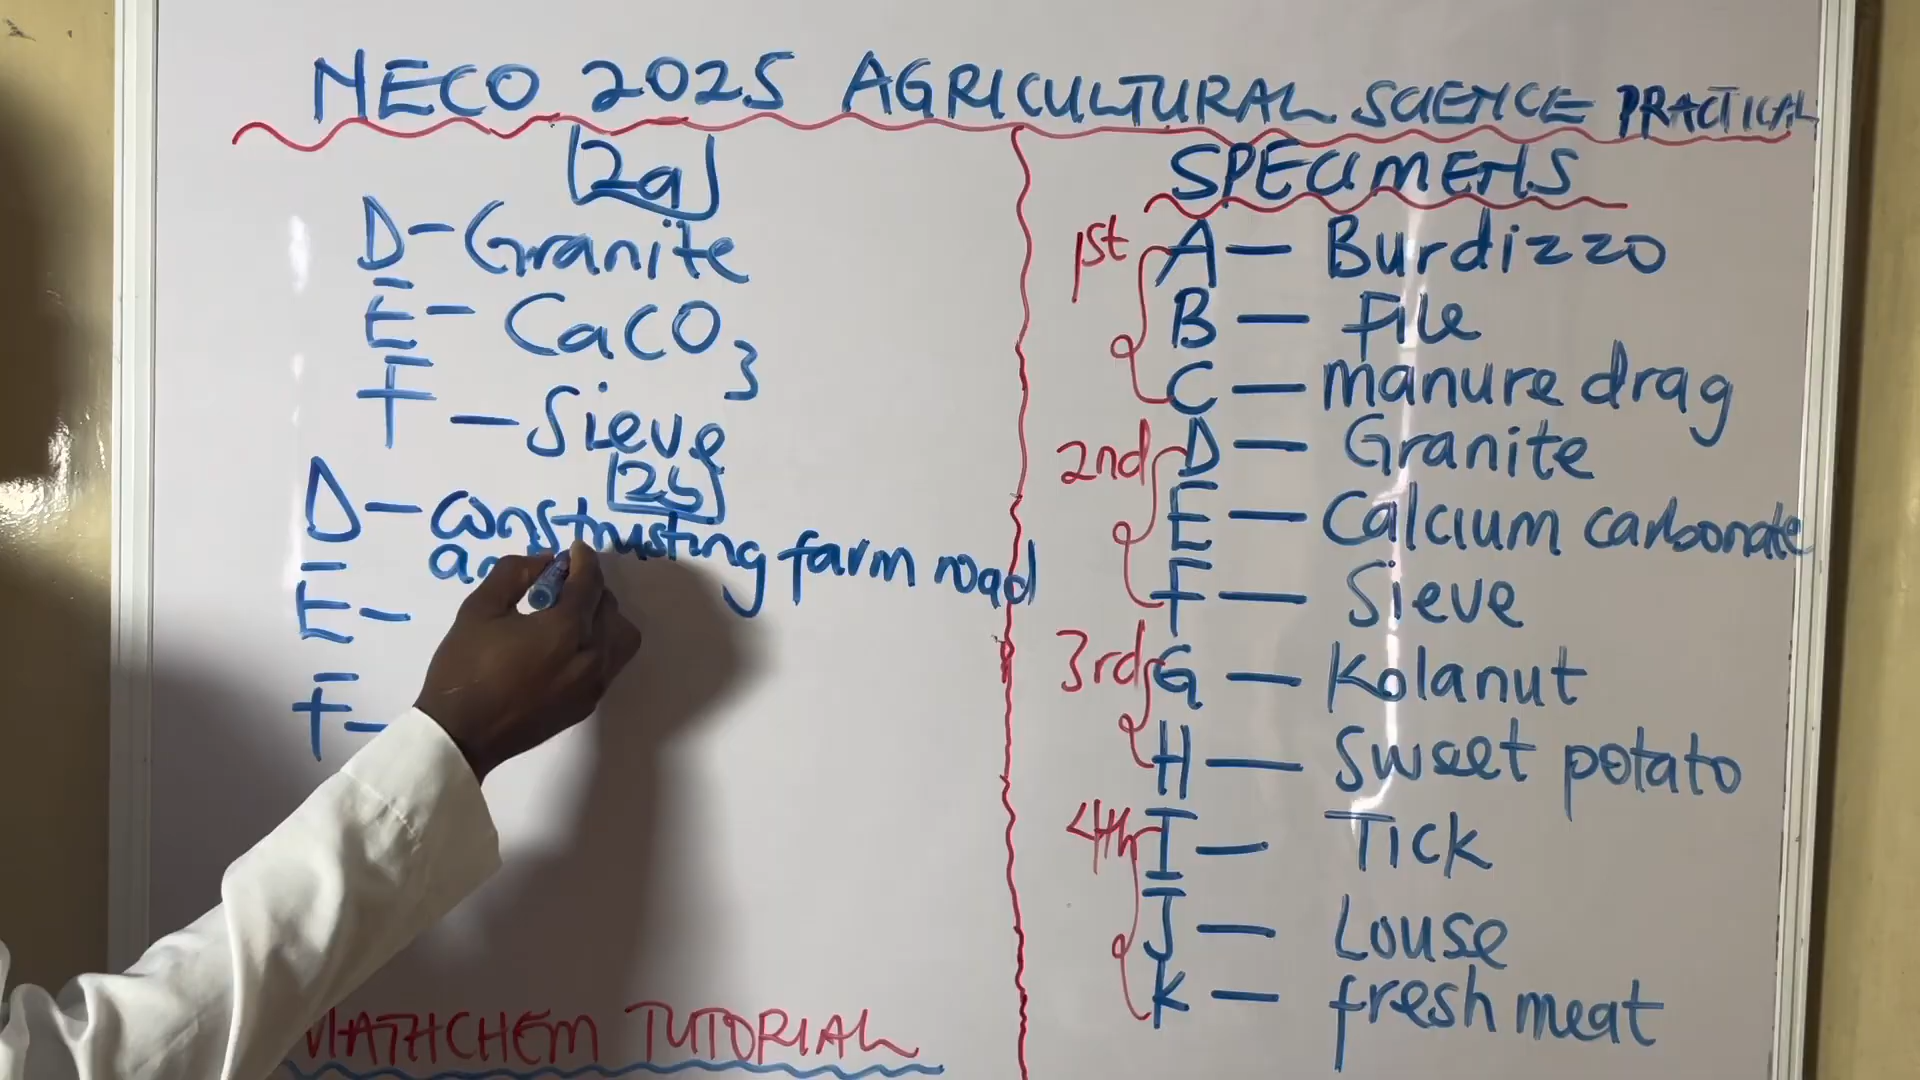 NECO 2025 AGRICULTURAL SCIENCE PRACTICAL
[2a]
D - Granite
E - CaCO3
F - Sieve
[2b]
D - constructing farm road
E -
F -
MATHCHEM TUTORIAL
SPECIMENS
1st
A - Burdizzo
B - File
C - manure drag
2nd
D - Granite
E - Calcium carbonate
F - Sieve
3rd
G - Kolanut
H - Sweet potato
4th
I - Tick
J - Louse
K - fresh meat